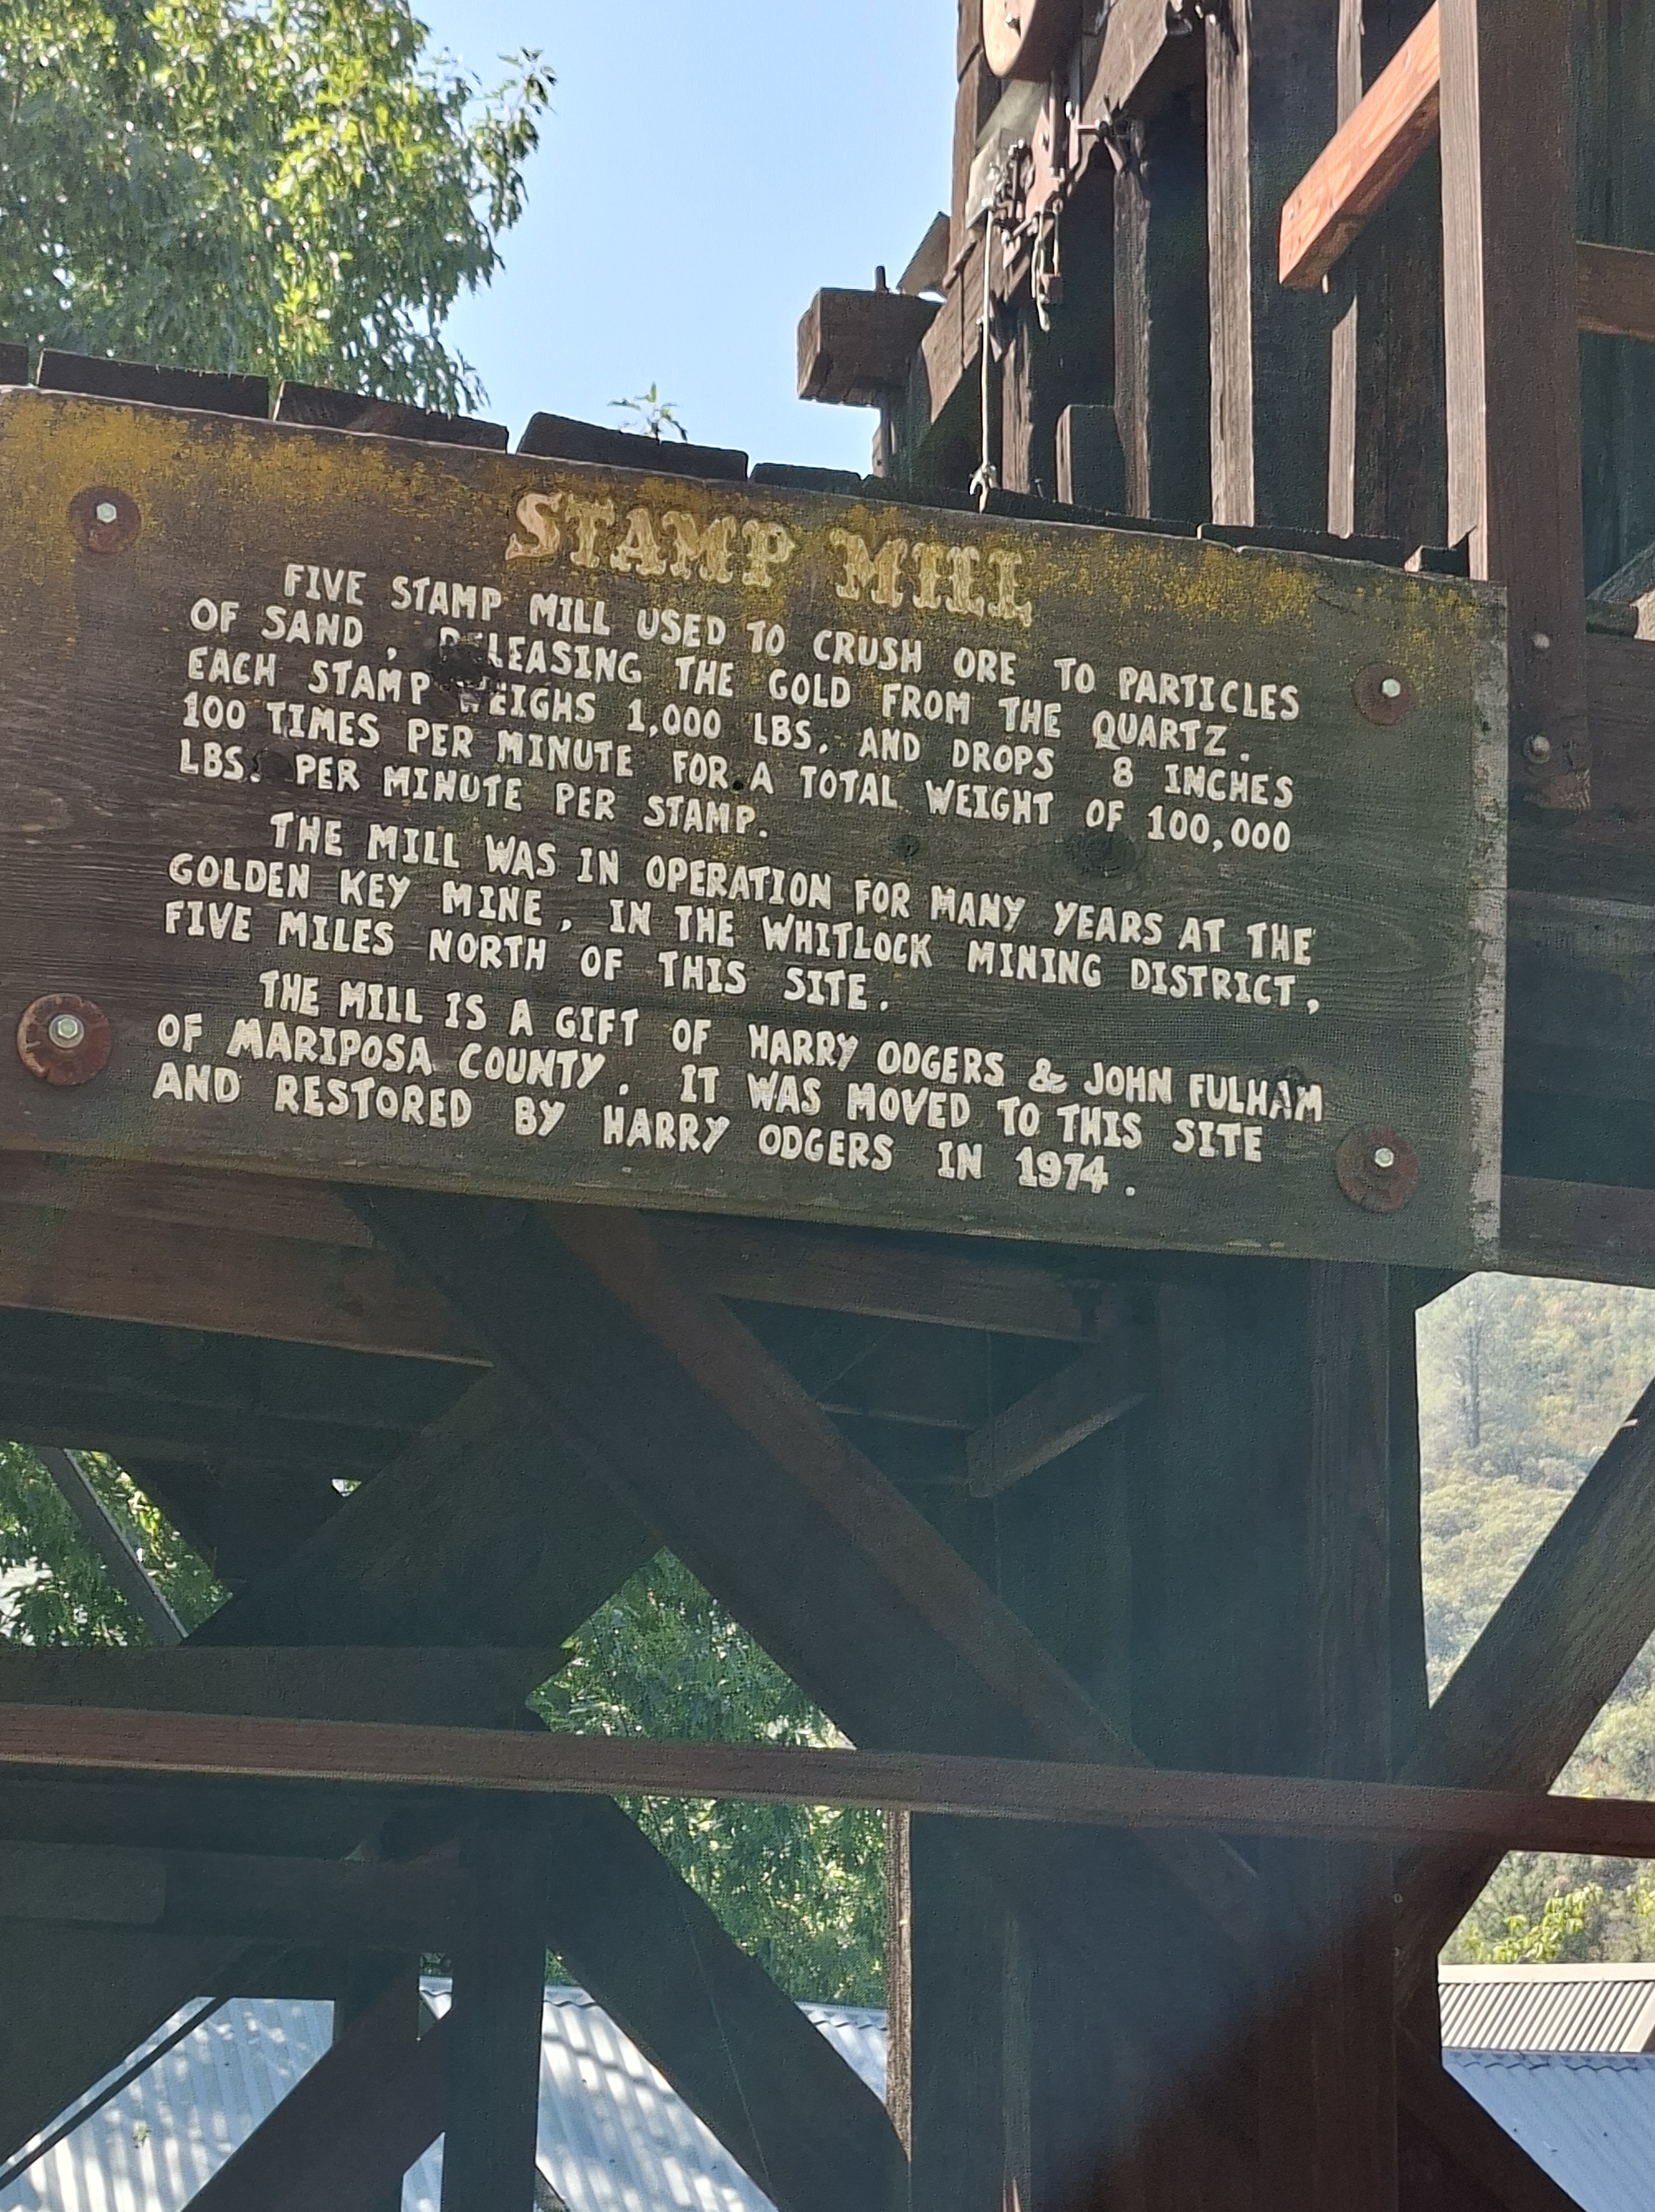 STAMP MILL
FIVE STAMP MILL USED TO CRUSH ORE TO PARTICLES
OF SAND, RELEASING THE GOLD FROM THE QUARTZ.
EACH STAMP WEIGHS 1,000 LBS. AND DROPS 8 INCHES
100 TIMES PER MINUTE FOR A TOTAL WEIGHT OF 100,000
LBS. PER MINUTE PER STAMP.
THE MILL WAS IN OPERATION FOR MANY YEARS AT THE
GOLDEN KEY MINE, IN THE WHITLOCK MINING DISTRICT,
FIVE MILES NORTH OF THIS SITE.
THE MILL IS A GIFT OF HARRY ODGERS & JOHN FULHAM
OF MARIPOSA COUNTY. IT WAS MOVED TO THIS SITE
AND RESTORED BY HARRY ODGERS IN 1974.